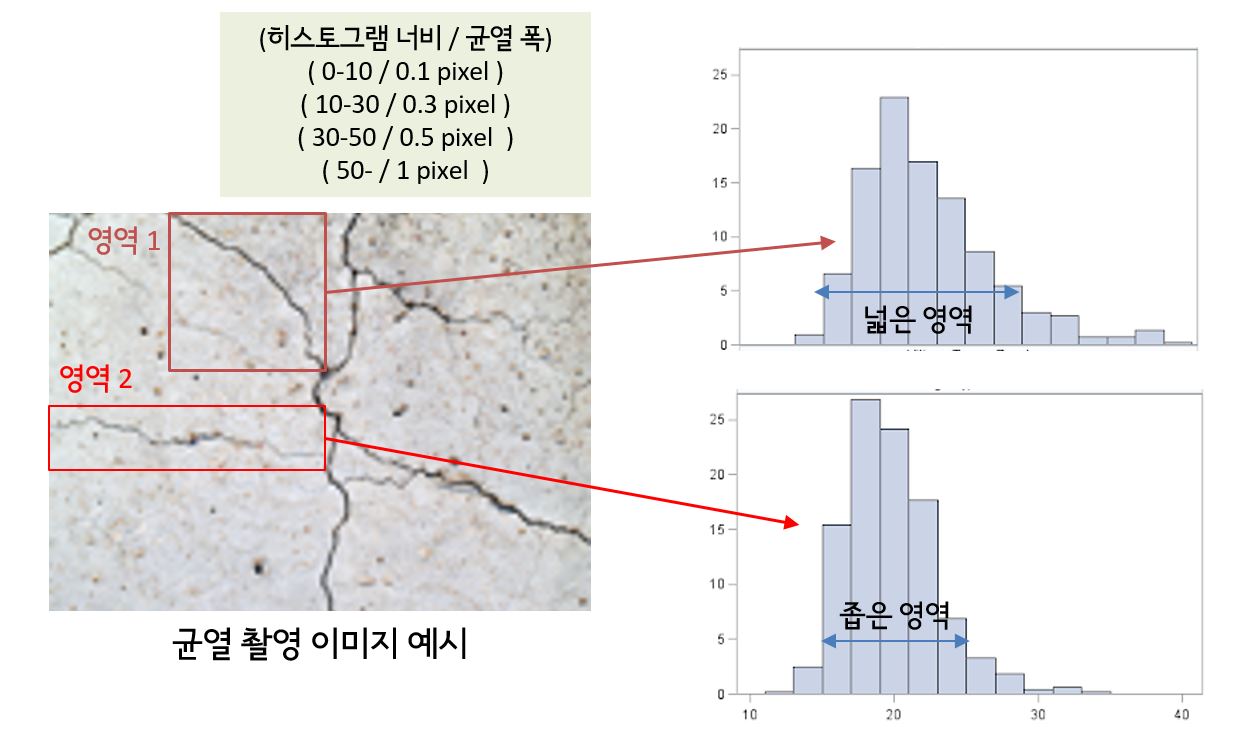 (히스토그램 너비 / 균열 폭)
( 0-10 / 0.1 pixel )
( 10-30 / 0.3 pixel )
( 30-50 / 0.5 pixel )
( 50- / 1 pixel )
영역 1
영역 2
균열 촬영 이미지 예시
25
20
15
10
5
0
넓은 영역
25
20
15
10
5
0
좁은 영역
10 20 30 40